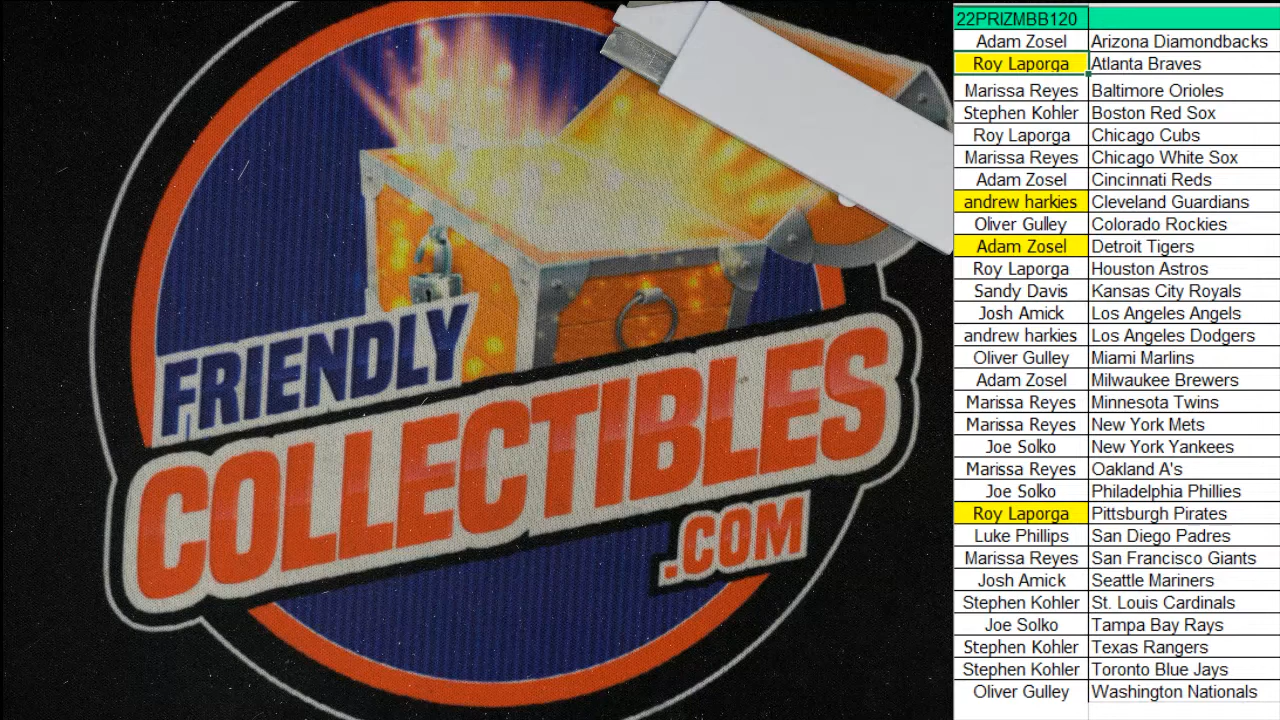 FRIENDLY
COLLECTIBLES
.COM
22PRIZMBB120
Adam Zosel Arizona Diamondbacks
Roy Laporga Atlanta Braves
Marissa Reyes Baltimore Orioles
Stephen Kohler Boston Red Sox
Roy Laporga Chicago Cubs
Marissa Reyes Chicago White Sox
Adam Zosel Cincinnati Reds
andrew harkies Cleveland Guardians
Oliver Gulley Colorado Rockies
Adam Zosel Detroit Tigers
Roy Laporga Houston Astros
Sandy Davis Kansas City Royals
Josh Amick Los Angeles Angels
andrew harkies Los Angeles Dodgers
Oliver Gulley Miami Marlins
Adam Zosel Milwaukee Brewers
Marissa Reyes Minnesota Twins
Marissa Reyes New York Mets
Joe Solko New York Yankees
Marissa Reyes Oakland A's
Joe Solko Philadelphia Phillies
Roy Laporga Pittsburgh Pirates
Luke Phillips San Diego Padres
Marissa Reyes San Francisco Giants
Josh Amick Seattle Mariners
Stephen Kohler St. Louis Cardinals
Joe Solko Tampa Bay Rays
Stephen Kohler Texas Rangers
Stephen Kohler Toronto Blue Jays
Oliver Gulley Washington Nationals